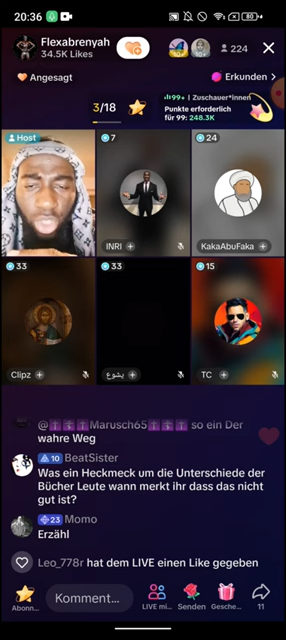 20:36
80
Flexabrenyah
34.5K Likes
224
Angesagt
Erkunden >
3/18
99+ | Zuschauer*innen
Punkte erforderlich
für 99: 248.3K
Host
7
24
INRI
KakaAbuFaka
33
33
15
Clipz
يشوع
TC
@Marusch65 so ein Der
wahre Weg
10 BeatSister
Was ein Heckmeck um die Unterschiede der
Bücher Leute wann merkt ihr dass das nicht
gut ist?
23 Momo
Erzähl
Leo_778r hat dem LIVE einen Like gegeben
Abonn...
Komment...
LIVE mi...
Senden
Gesche...
11